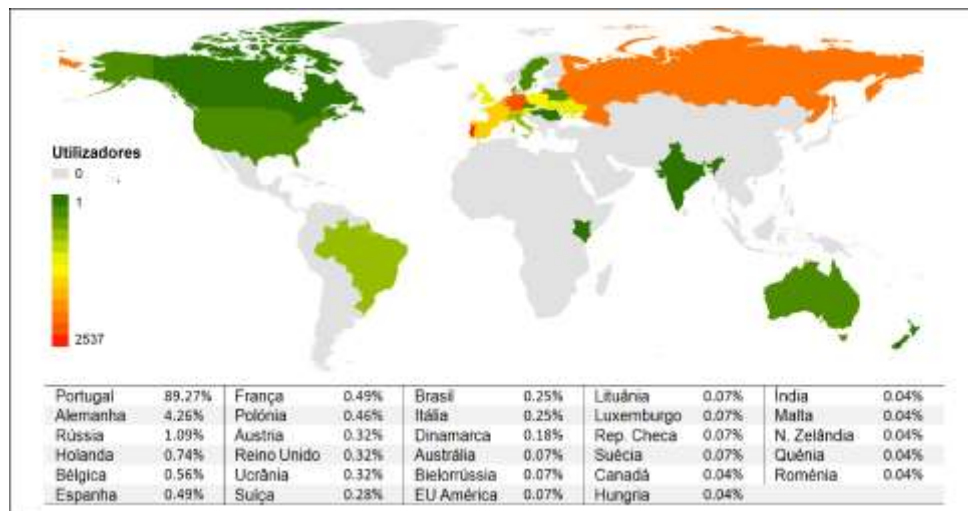 Utilizadores
0
1
2537
Portugal 89.27% França 0.49% Brasil 0.25% Lituânia 0.07% Índia 0.04%
Alemanha 4.26% Polónia 0.46% Itália 0.25% Luxemburgo 0.07% Malta 0.04%
Rússia 1.09% Áustria 0.32% Dinamarca 0.18% Rep. Checa 0.07% N. Zelândia 0.04%
Holanda 0.74% Reino Unido 0.32% Austrália 0.07% Suécia 0.07% Quénia 0.04%
Bélgica 0.56% Ucrânia 0.32% Bielorrússia 0.07% Canadá 0.04% Roménia 0.04%
Espanha 0.49% Suíça 0.28% EU América 0.07% Hungria 0.04%